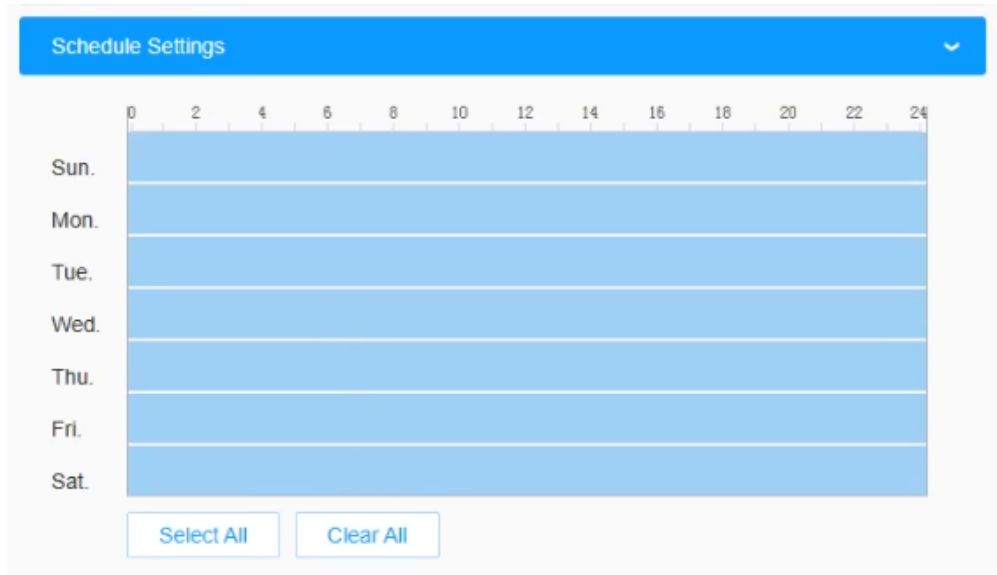 Schedule Settings
0 2 4 6 8 10 12 14 16 18 20 22 24
Sun.
Mon.
Tue.
Wed.
Thu.
Fri.
Sat.
Select All Clear All